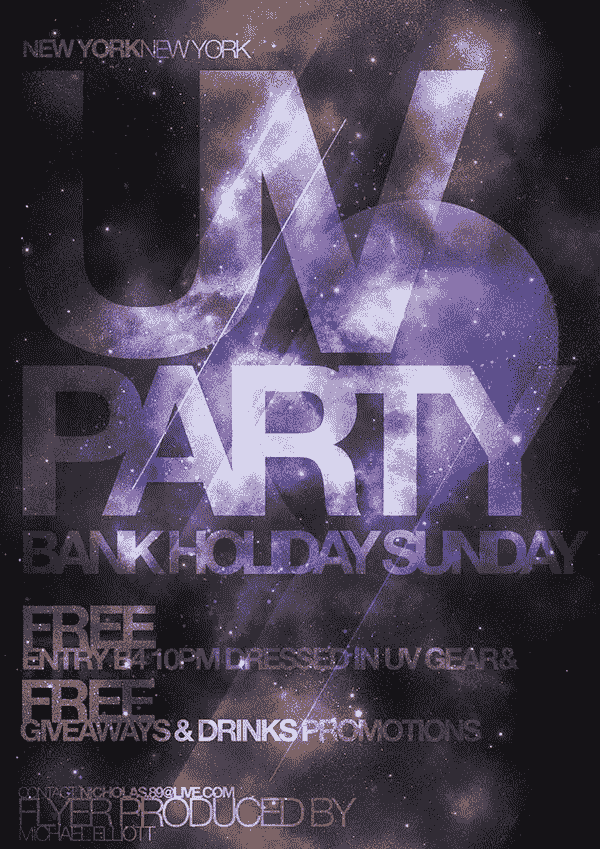 NEW YORKNEW YORK
UV
PARTY
BANK HOLIDAY SUNDAY
FREE
ENTRY B4 10PM DRESSED IN UV GEAR &
FREE
GIVEAWAYS & DRINKS PROMOTIONS
CONTACT: NICHOLAS.89@LIVE.COM
FLYER PRODUCED BY
MICHAEL ELLIOTT